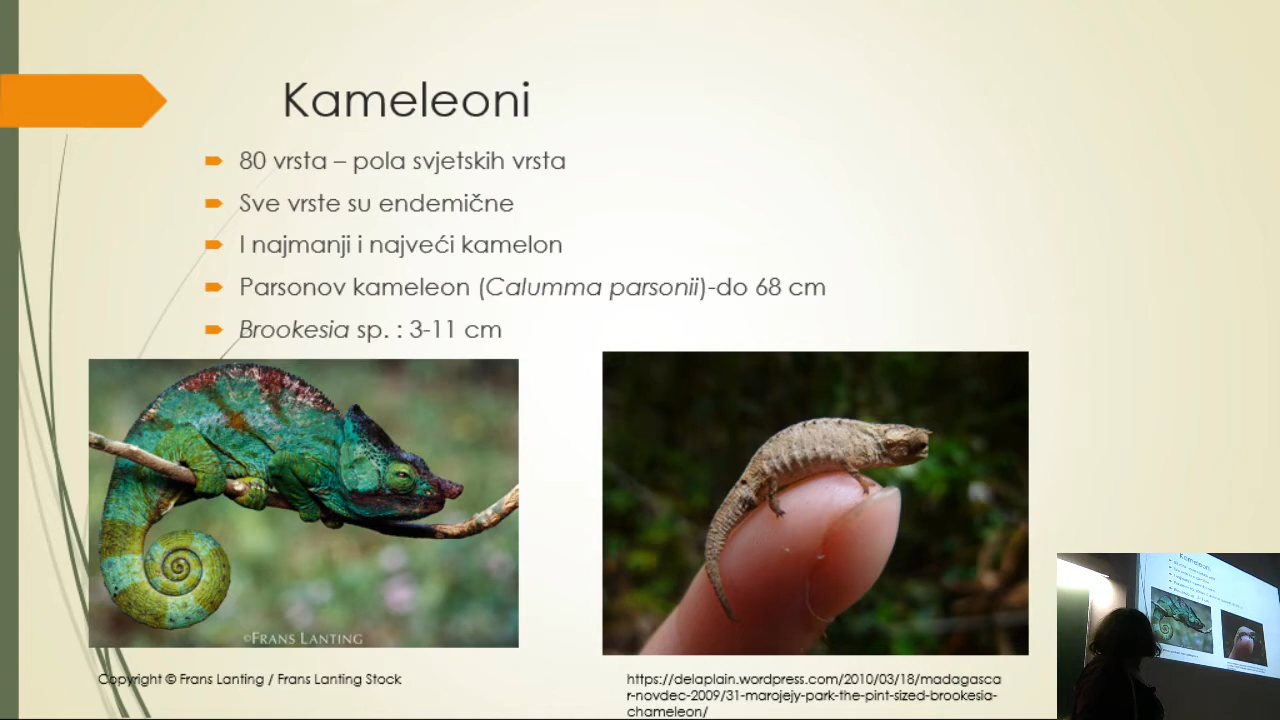 Kameleoni
80 vrsta – pola svjetskih vrsta
Sve vrste su endemične
I najmanji i najveći kamelon
Parsonov kameleon (Calumma parsonii)-do 68 cm
Brookesia sp. : 3-11 cm
©FRANS LANTING
Copyright © Frans Lanting / Frans Lanting Stock
https://delaplain.wordpress.com/2010/03/18/madagasca
r-novdec-2009/31-marojejy-park-the-pint-sized-brookesia-
chameleon/
Kameleoni